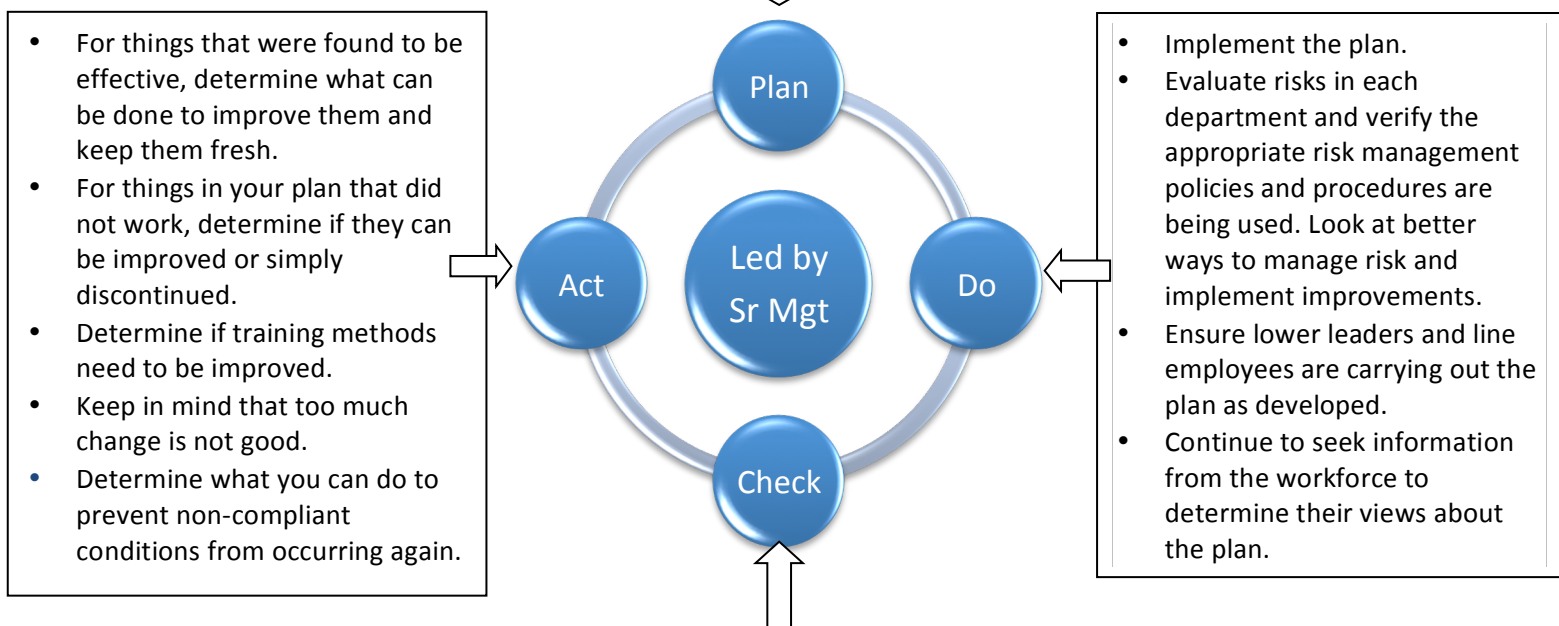 • For things that were found to be
effective, determine what can
be done to improve them and
keep them fresh.
• For things in your plan that did
not work, determine if they can
be improved or simply
discontinued.
• Determine if training methods
need to be improved.
• Keep in mind that too much
change is not good.
• Determine what you can do to
prevent non-compliant
conditions from occurring again.
Plan
Act
Led by
Sr Mgt
Do
Check
• Implement the plan.
• Evaluate risks in each
department and verify the
appropriate risk management
policies and procedures are
being used. Look at better
ways to manage risk and
implement improvements.
• Ensure lower leaders and line
employees are carrying out the
plan as developed.
• Continue to seek information
from the workforce to
determine their views about
the plan.